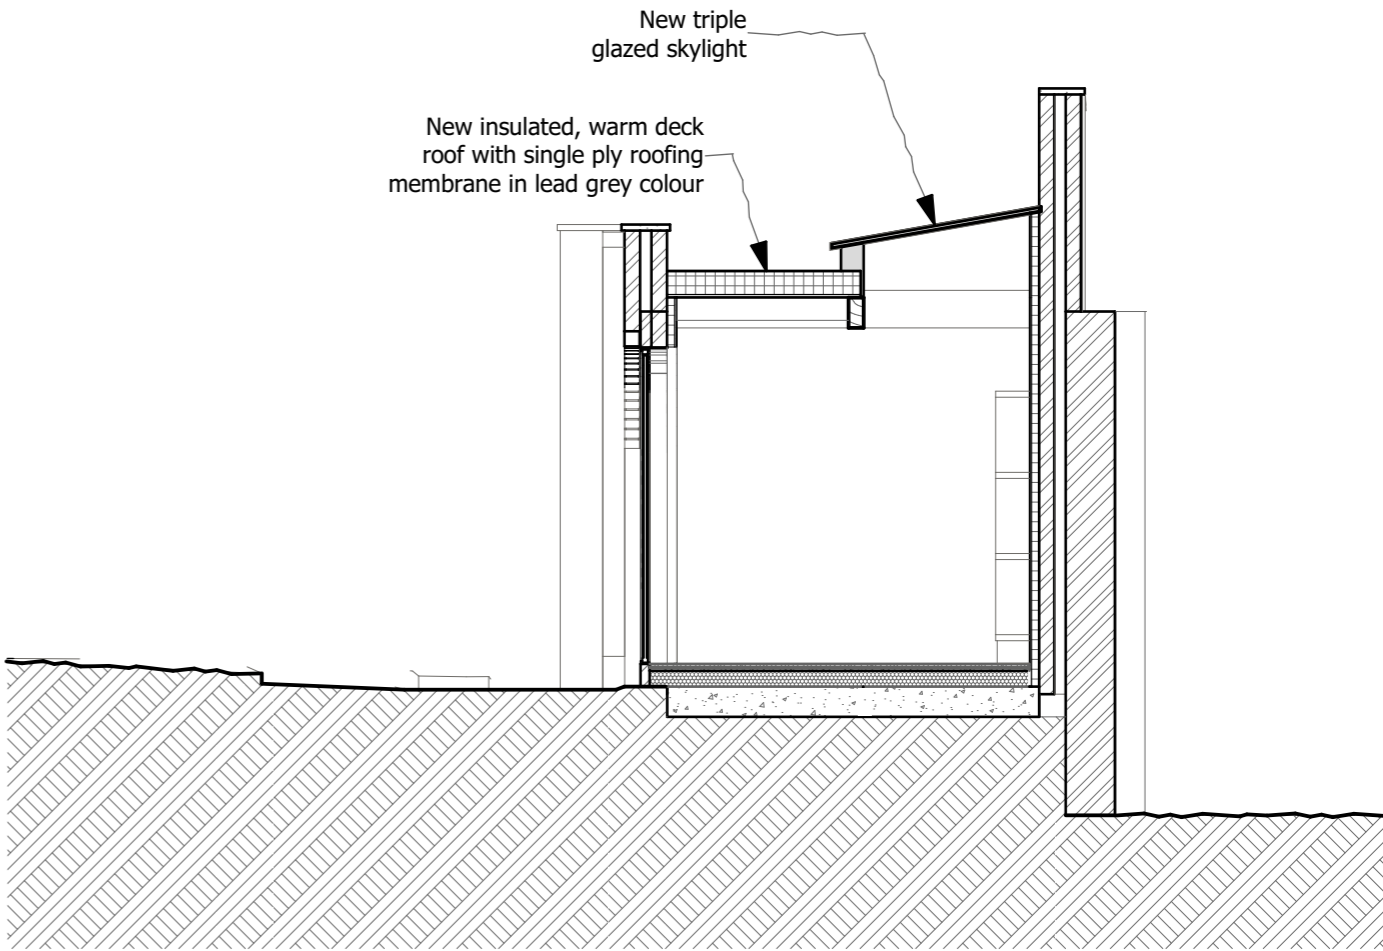 New triple
glazed skylight
New insulated, warm deck
roof with single ply roofing
membrane in lead grey colour